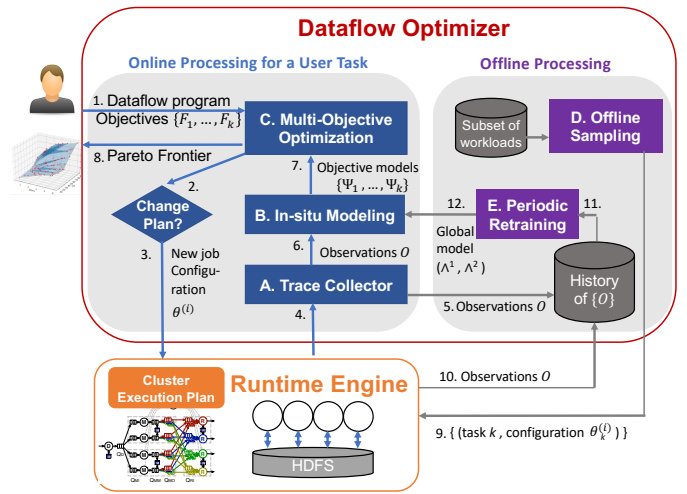 Dataflow Optimizer
Online Processing for a User Task
Offline Processing
1. Dataflow program
Objectives {F₁, … , Fₖ}
C. Multi-Objective
Optimization
Subset of
workloads
D. Offline
Sampling
8. Pareto Frontier
2.
7.
Objective models
{Ψ₁ , … , Ψₖ}
Change
Plan?
B. In-situ Modeling
12.
E. Periodic
Retraining
11.
3.
New job
Configu-
ration
θ⁽ⁱ⁾
6.
Observations O
Global
model
(Λ¹ , Λ²)
A. Trace Collector
History
of {O}
4.
5. Observations O
Cluster
Execution Plan
Runtime Engine
10. Observations O
HDFS
9. { (task k , configuration θₖ⁽ⁱ⁾ ) }